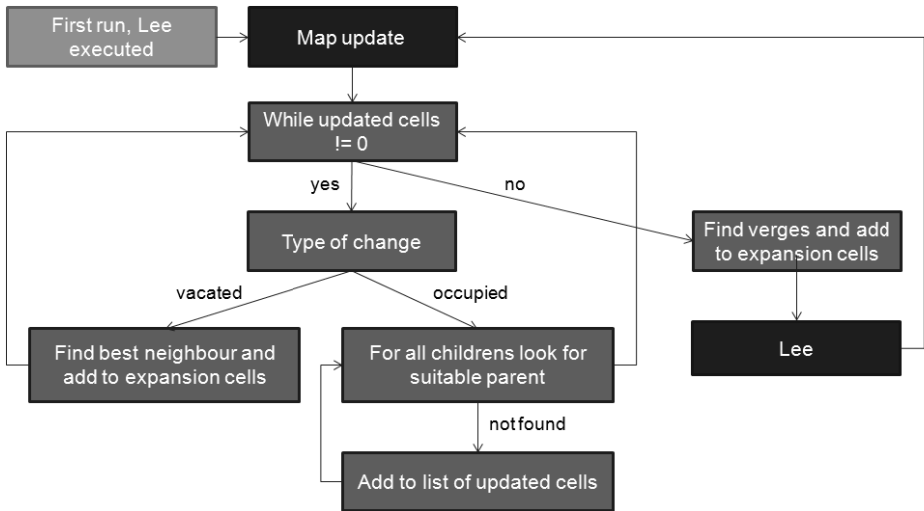 First run, Lee
executed
Map update
While updated cells
!= 0
yes
no
Type of change
Find verges and add
to expansion cells
vacated
occupied
Find best neighbour and
add to expansion cells
For all childrens look for
suitable parent
Lee
not found
Add to list of updated cells